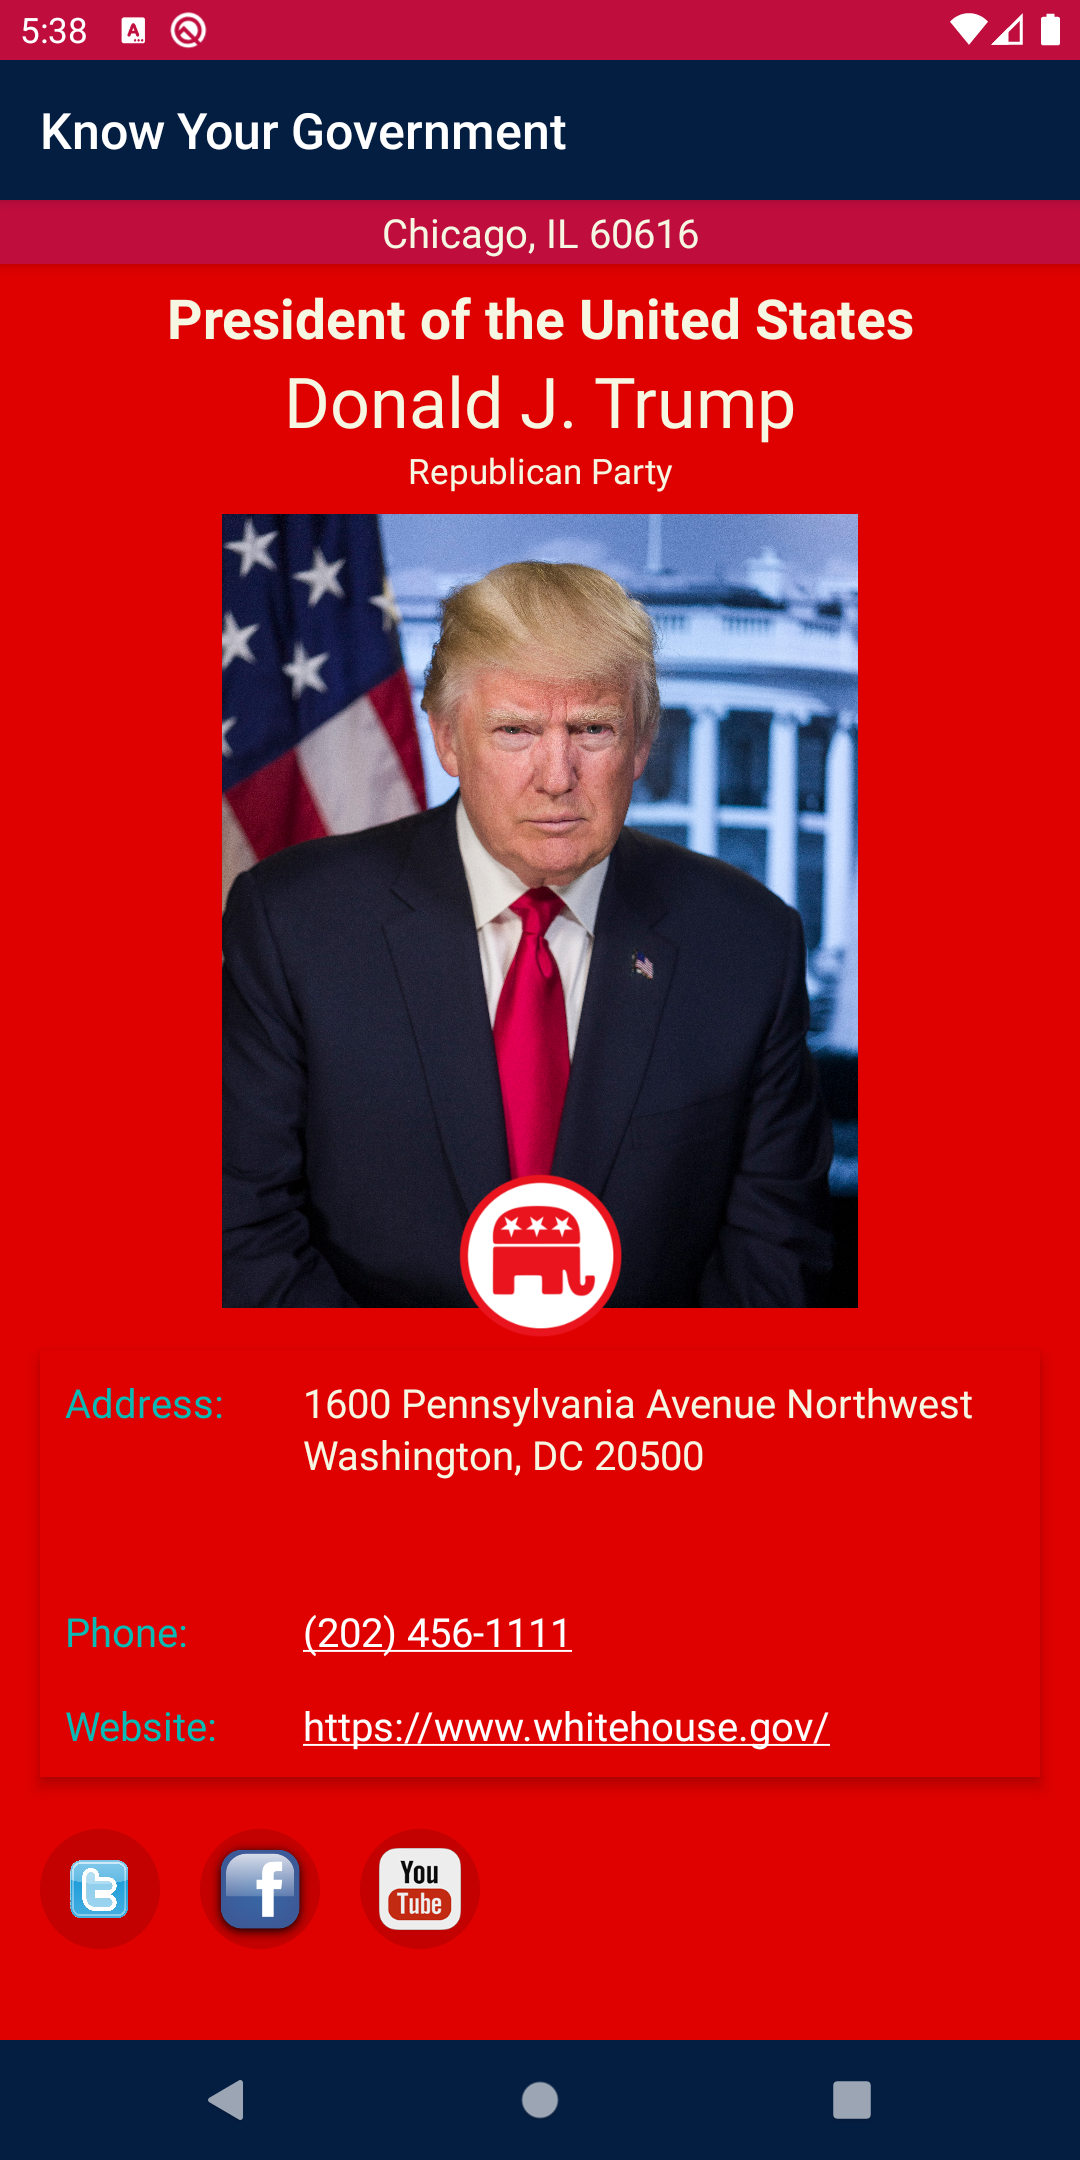 5:38
Know Your Government
Chicago, IL 60616
President of the United States
Donald J. Trump
Republican Party
Address: 1600 Pennsylvania Avenue Northwest
Washington, DC 20500
Phone: (202) 456-1111
Website: https://www.whitehouse.gov/
You
Tube